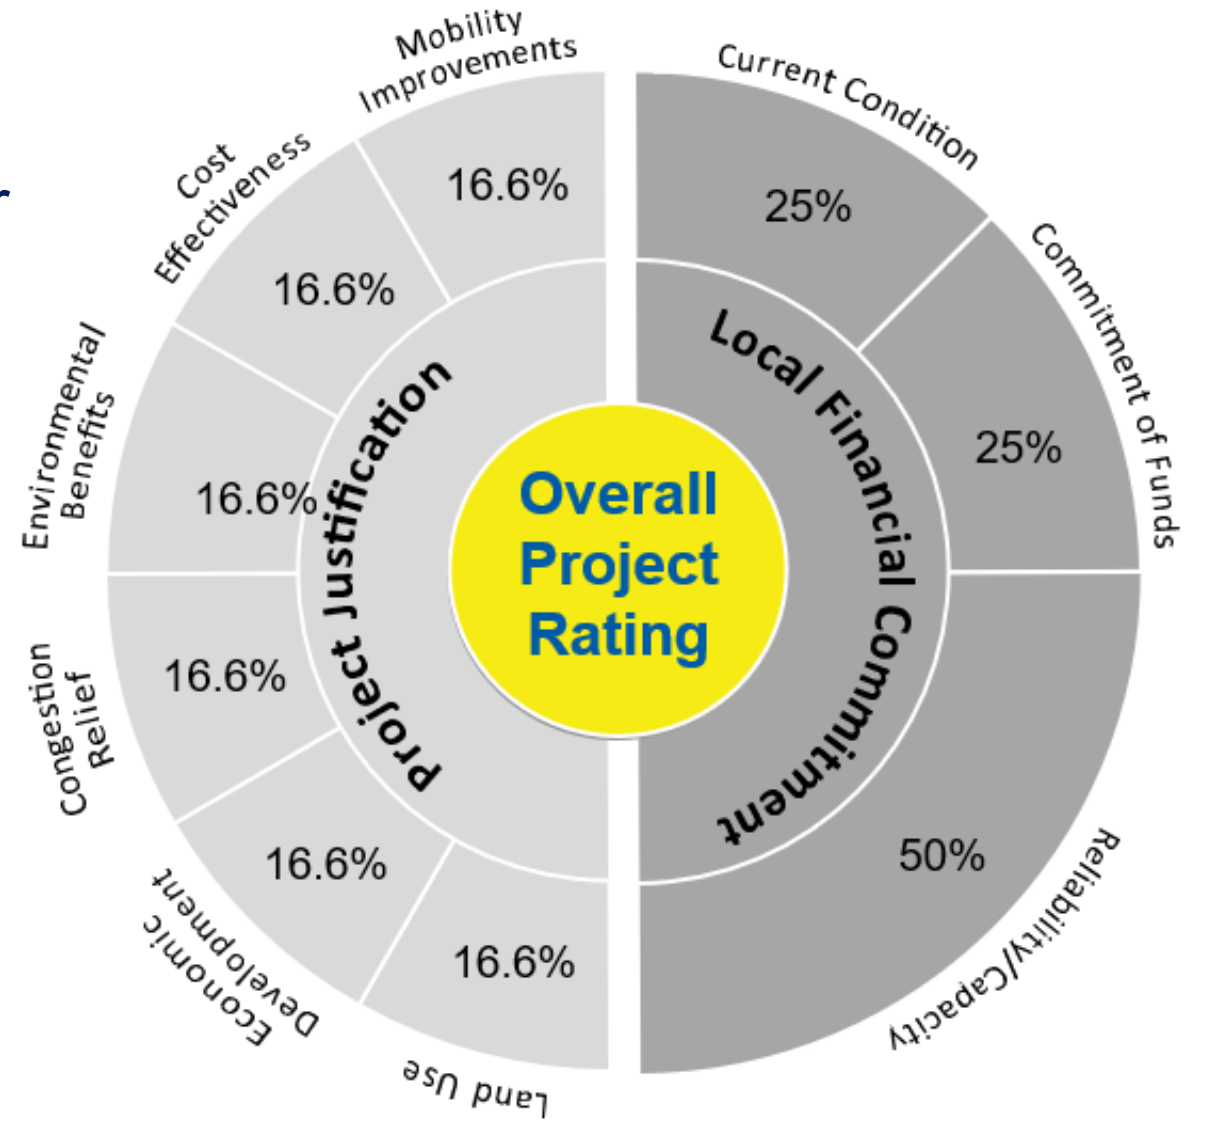 Mobility
Improvements
16.6%
Cost
Effectiveness
16.6%
Environmental
Benefits
16.6%
Congestion
Relief
16.6%
Economic
Development
16.6%
Land Use
16.6%
Project Justification
Current Condition
25%
Commitment of Funds
25%
Reliability/Capacity
50%
Local Financial Commitment
Overall
Project
Rating